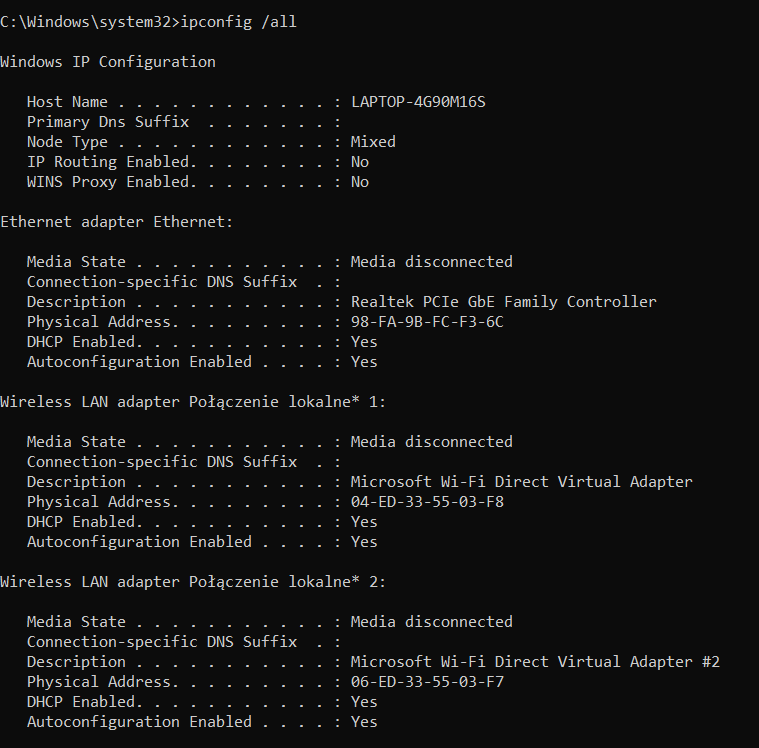 C:\Windows\system32>ipconfig /all
Windows IP Configuration
Host Name . . . . . . . . . . . . : LAPTOP-4G90M16S
Primary Dns Suffix  . . . . . . . :
Node Type . . . . . . . . . . . . : Mixed
IP Routing Enabled. . . . . . . . : No
WINS Proxy Enabled. . . . . . . . : No
Ethernet adapter Ethernet:
Media State . . . . . . . . . . . : Media disconnected
Connection-specific DNS Suffix  . :
Description . . . . . . . . . . . : Realtek PCIe GbE Family Controller
Physical Address. . . . . . . . . : 98-FA-9B-FC-F3-6C
DHCP Enabled. . . . . . . . . . . : Yes
Autoconfiguration Enabled . . . . : Yes
Wireless LAN adapter Połączenie lokalne* 1:
Media State . . . . . . . . . . . : Media disconnected
Connection-specific DNS Suffix  . :
Description . . . . . . . . . . . : Microsoft Wi-Fi Direct Virtual Adapter
Physical Address. . . . . . . . . : 04-ED-33-55-03-F8
DHCP Enabled. . . . . . . . . . . : Yes
Autoconfiguration Enabled . . . . : Yes
Wireless LAN adapter Połączenie lokalne* 2:
Media State . . . . . . . . . . . : Media disconnected
Connection-specific DNS Suffix  . :
Description . . . . . . . . . . . : Microsoft Wi-Fi Direct Virtual Adapter #2
Physical Address. . . . . . . . . : 06-ED-33-55-03-F7
DHCP Enabled. . . . . . . . . . . : Yes
Autoconfiguration Enabled . . . . : Yes